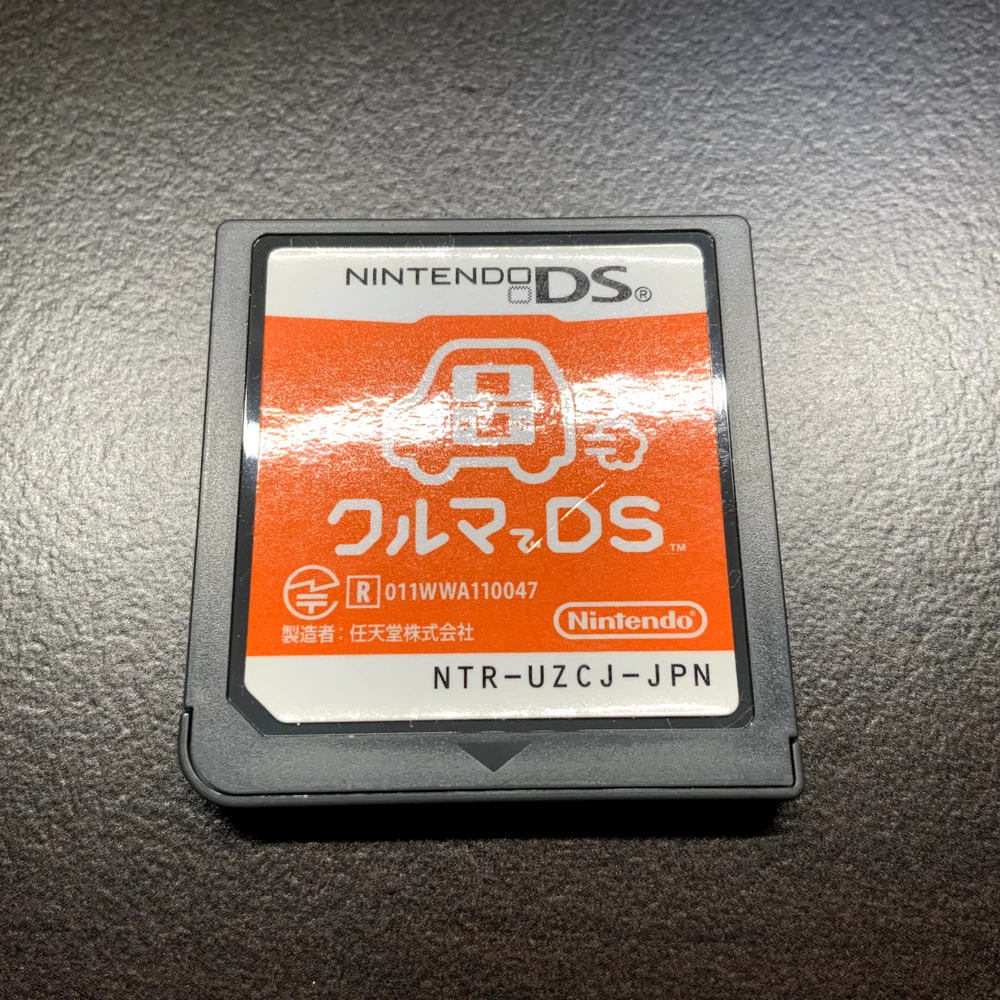 NINTENDO DS®
クルマでDS™
R 011WWA110047
製造者：任天堂株式会社
Nintendo®
NTR-UZCJ-JPN